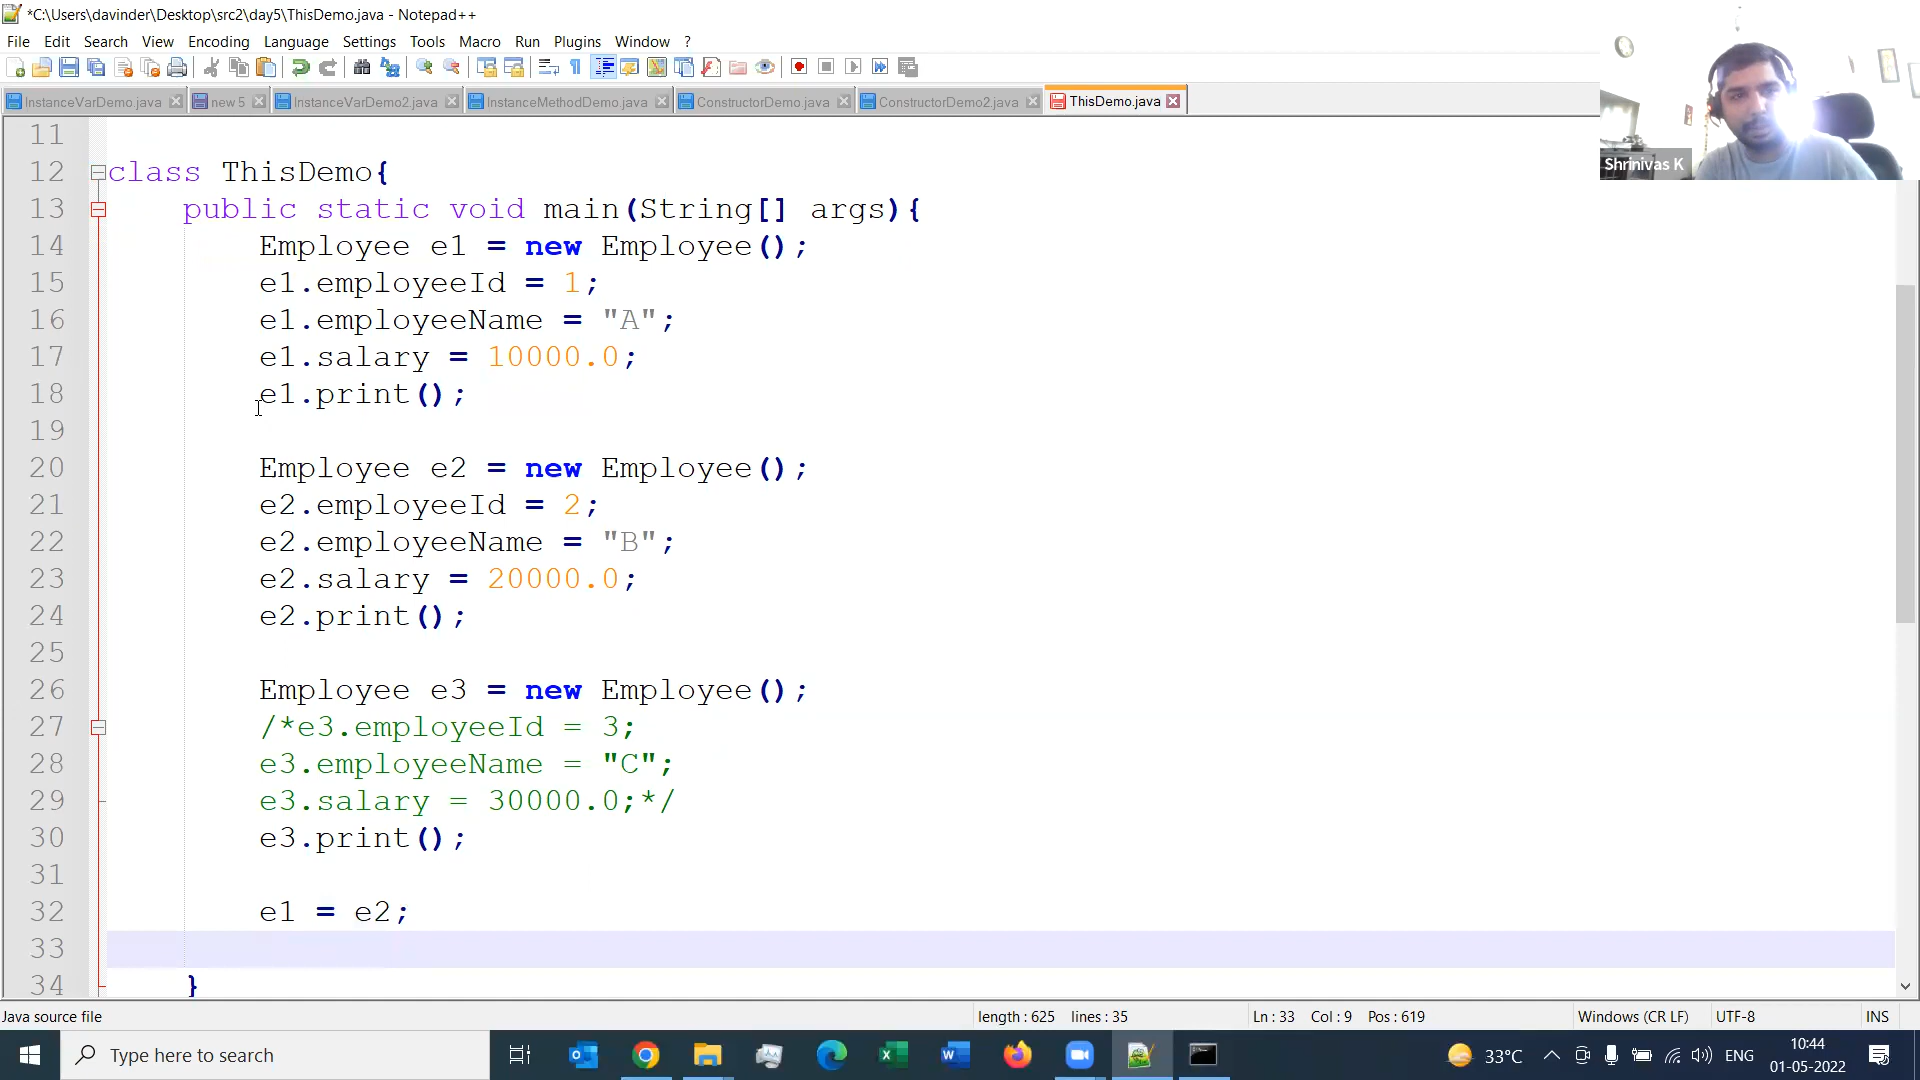 *C:\Users\davinder\Desktop\src2\day5\ThisDemo.java - Notepad++
File Edit Search View Encoding Language Settings Tools Macro Run Plugins Window ?
InstanceVarDemo.java new 5 InstanceVarDemo2.java InstanceMethodDemo.java ConstructorDemo.java ConstructorDemo2.java ThisDemo.java
Shrinivas K
11
12 class ThisDemo{
13 public static void main(String[] args){
14 Employee e1 = new Employee();
15 e1.employeeId = 1;
16 e1.employeeName = "A";
17 e1.salary = 10000.0;
18 e1.print();
19
20 Employee e2 = new Employee();
21 e2.employeeId = 2;
22 e2.employeeName = "B";
23 e2.salary = 20000.0;
24 e2.print();
25
26 Employee e3 = new Employee();
27 /*e3.employeeId = 3;
28 e3.employeeName = "C";
29 e3.salary = 30000.0;*/
30 e3.print();
31
32 e1 = e2;
33
34 }
Java source file length : 625 lines : 35 Ln : 33 Col : 9 Pos : 619 Windows (CR LF) UTF-8 INS
Type here to search 33°C ENG 10:44
01-05-2022